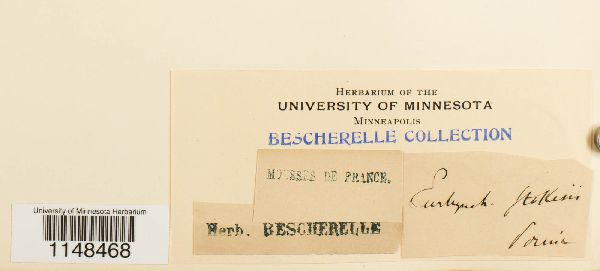 HERBARIUM OF THE
UNIVERSITY OF MINNESOTA
MINNEAPOLIS
BESCHERELLE COLLECTION
MOUSSES DE FRANCE.
Herb. BESCHERELLE
Eurhynch. Stokesii
University of Minnesota Herbarium
1148468